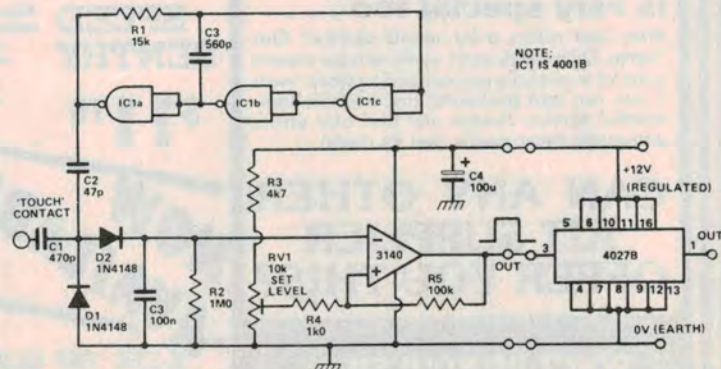 R1
15k
C3
560p
NOTE;
IC1 IS 4001B
IC1a
IC1b
IC1c
C2
47p
+
C4
100u
+12V
(REGULATED)
'TOUCH'
CONTACT
R3
4k7
5 6 10 11 16
C1
470p
D2
1N4148
3140
OUT
3
4027B
1 OUT
RV1
10k
SET
LEVEL
R5
100k
4 7 8 9 12 13
D1
1N4148
C3
100n
R2
1M0
R4
1k0
0V (EARTH)